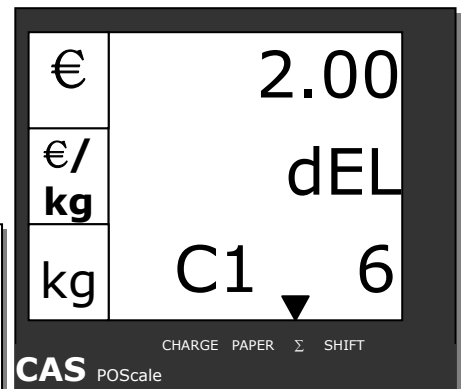 € 2.00
€/
kg dEL
kg C1 6
CHARGE PAPER Σ SHIFT
CAS POScale